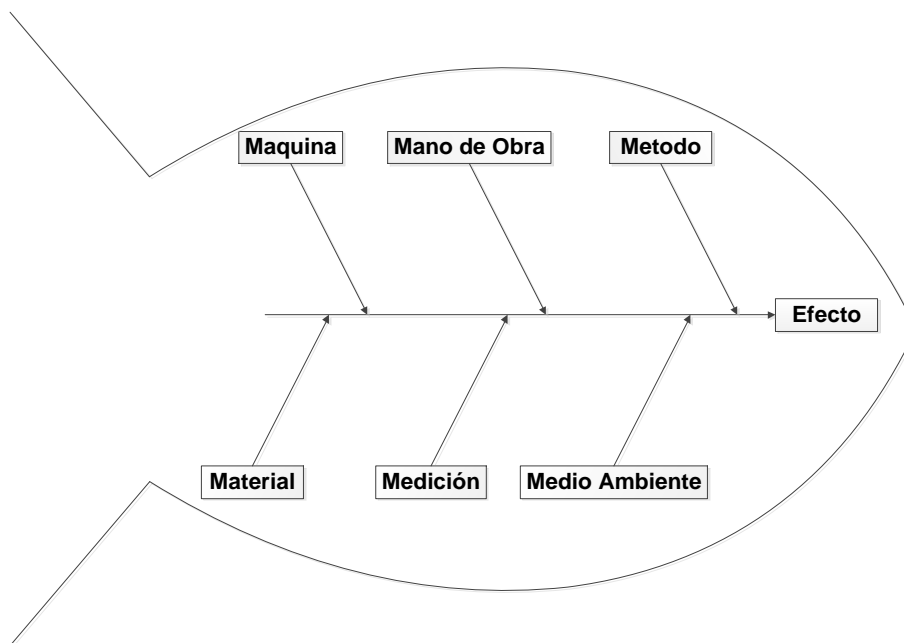 Maquina
Mano de Obra
Metodo
Efecto
Material
Medición
Medio Ambiente